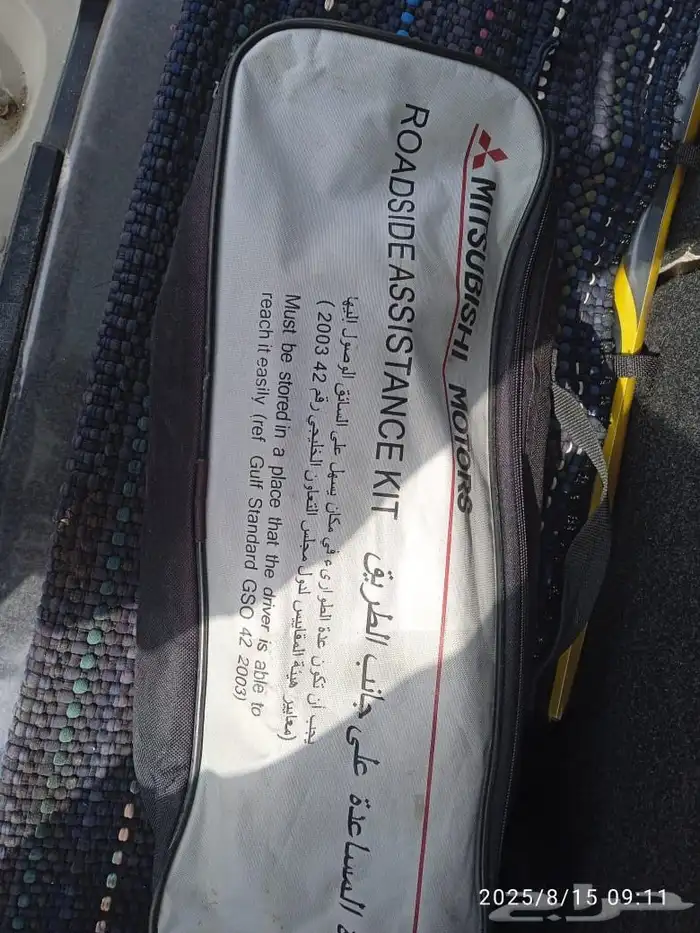 MITSUBISHI MOTORS
ROADSIDE ASSISTANCE KIT
المساعدة على جانب الطريق
يجب أن تكون عدة الطوارىء في مكان يسهل على السائق الوصول إليها
(معايير هيئة المقاييس لدول مجلس التعاون الخليجي رقم 42 2003 )
Must be stored in a place that the driver is able to
reach it easily (ref Gulf Standard GSO 42 2003)
2025/8/15 09:11
حراج